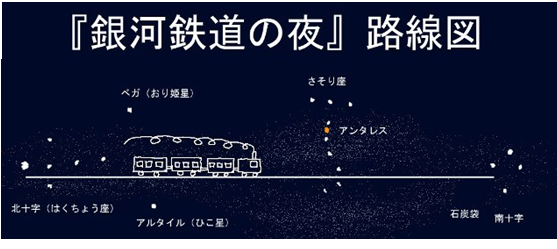 『銀河鉄道の夜』路線図
さそり座
ベガ（おり姫星）
アンタレス
北十字（はくちょう座）
アルタイル（ひこ星）
石炭袋
南十字